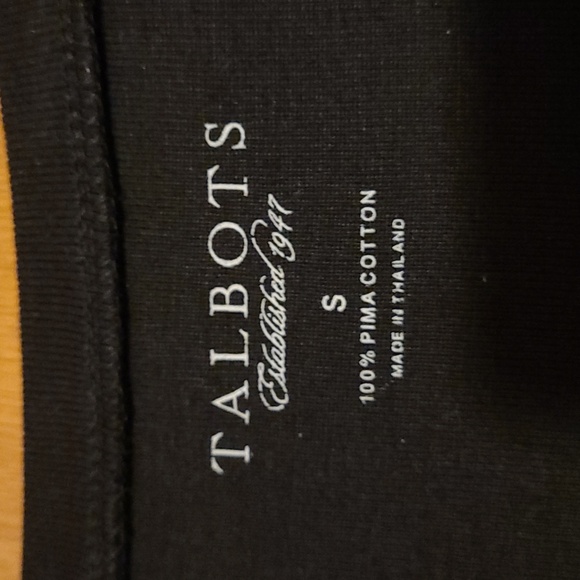 TALBOTS
Established 1947
S
100% PIMA COTTON
MADE IN THAILAND